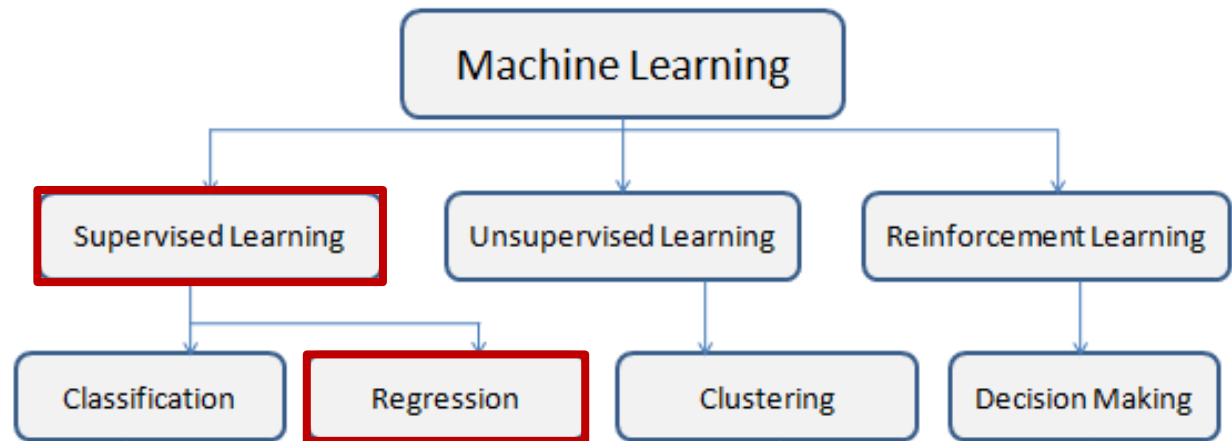 Machine Learning
Supervised Learning
Unsupervised Learning
Reinforcement Learning
Classification
Regression
Clustering
Decision Making